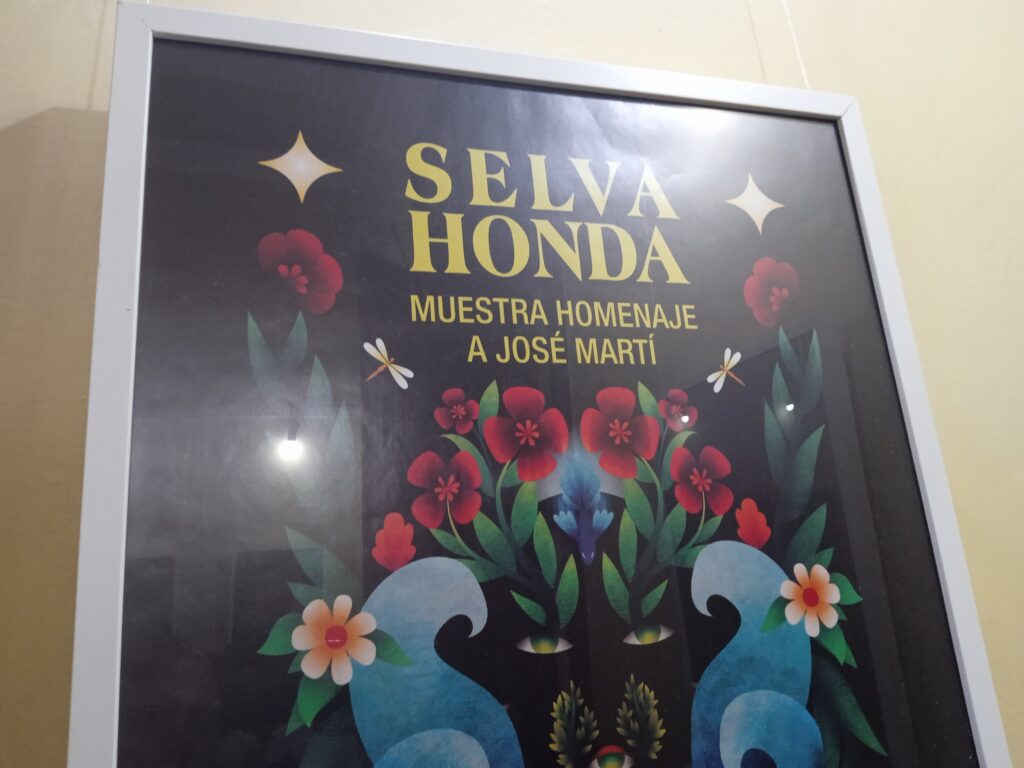 SELVA
HONDA
MUESTRA HOMENAJE
A JOSÉ MARTÍ